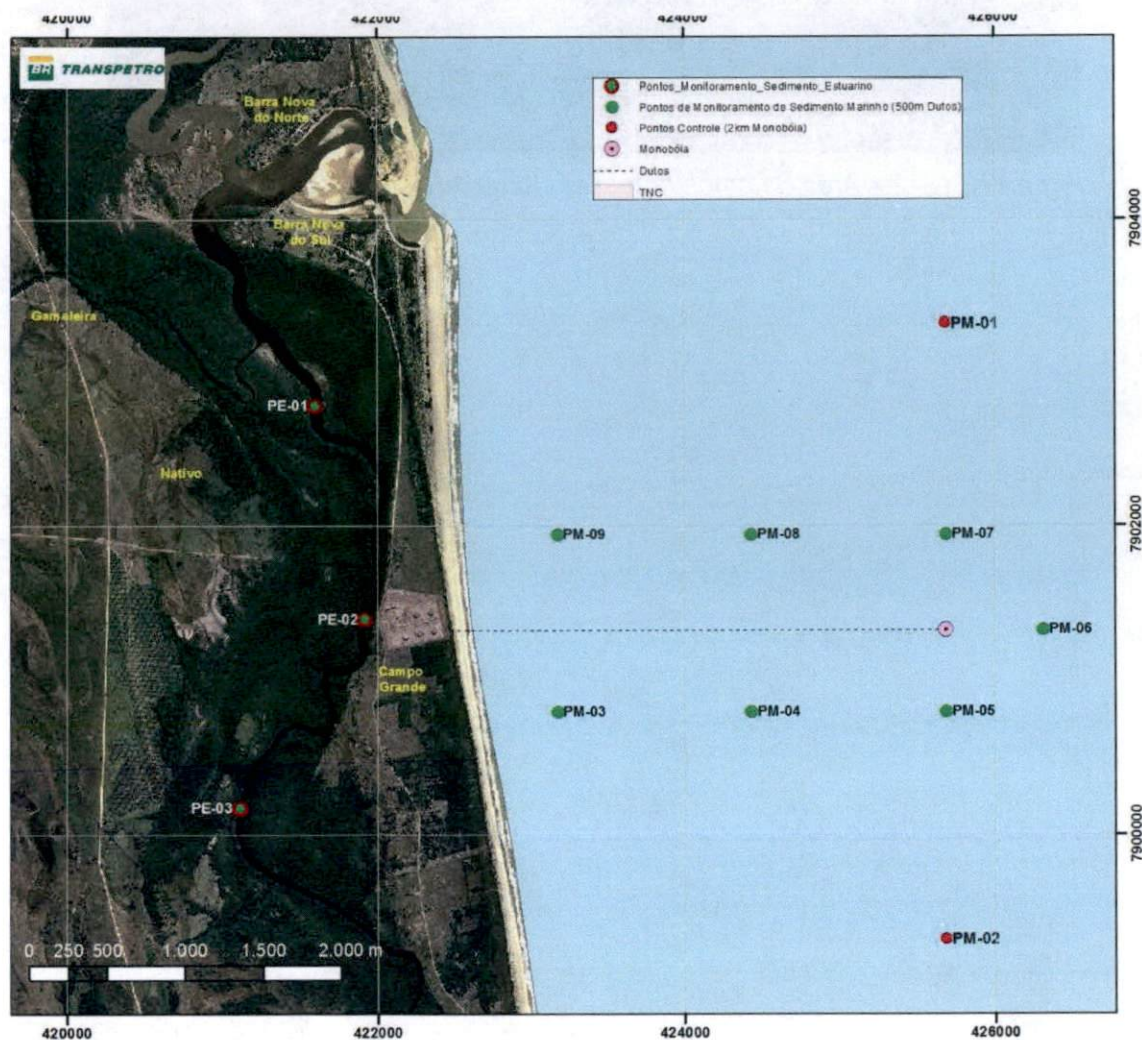 420000
422000
424000
426000
BR TRANSPETRO
Pontos_Monitoramento_Sedimento_Estuarino
Pontos de Monitoramento de Sedimento Marinho (500m Dutos)
Pontos Controle (2km Monobóia)
Monobóia
Dutos
TNC
Barra Nova
do Norte
Barra Nova
do Sul
7904000
Gameleira
PM-01
PE-01
Nativo
7902000
PM-09
PM-08
PM-07
PE-02
PM-06
Campo
Grande
PM-03
PM-04
PM-05
PE-03
7900000
PM-02
0 250 500 1.000 1.500 2.000 m
420000
422000
424000
426000